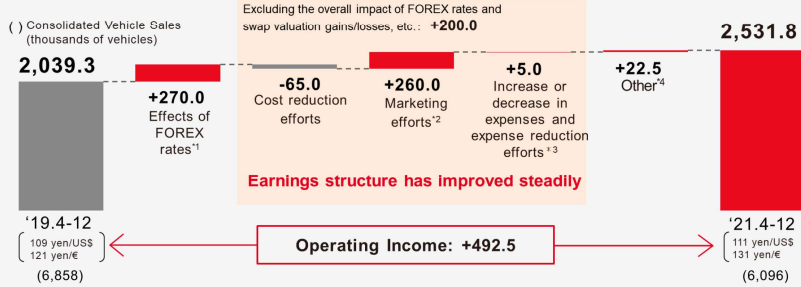 Excluding the overall impact of FOREX rates and
swap valuation gains/losses, etc.: +200.0
( ) Consolidated Vehicle Sales
(thousands of vehicles)
2,039.3
+270.0
Effects of
FOREX
rates*1
-65.0
Cost reduction
efforts
+260.0
Marketing
efforts*2
+5.0
Increase or
decrease in
expenses and
expense reduction
efforts*3
+22.5
Other*4
2,531.8
Earnings structure has improved steadily
'19.4-12
109 yen/US$
121 yen/€
(6,858)
Operating Income: +492.5
'21.4-12
111 yen/US$
131 yen/€
(6,096)